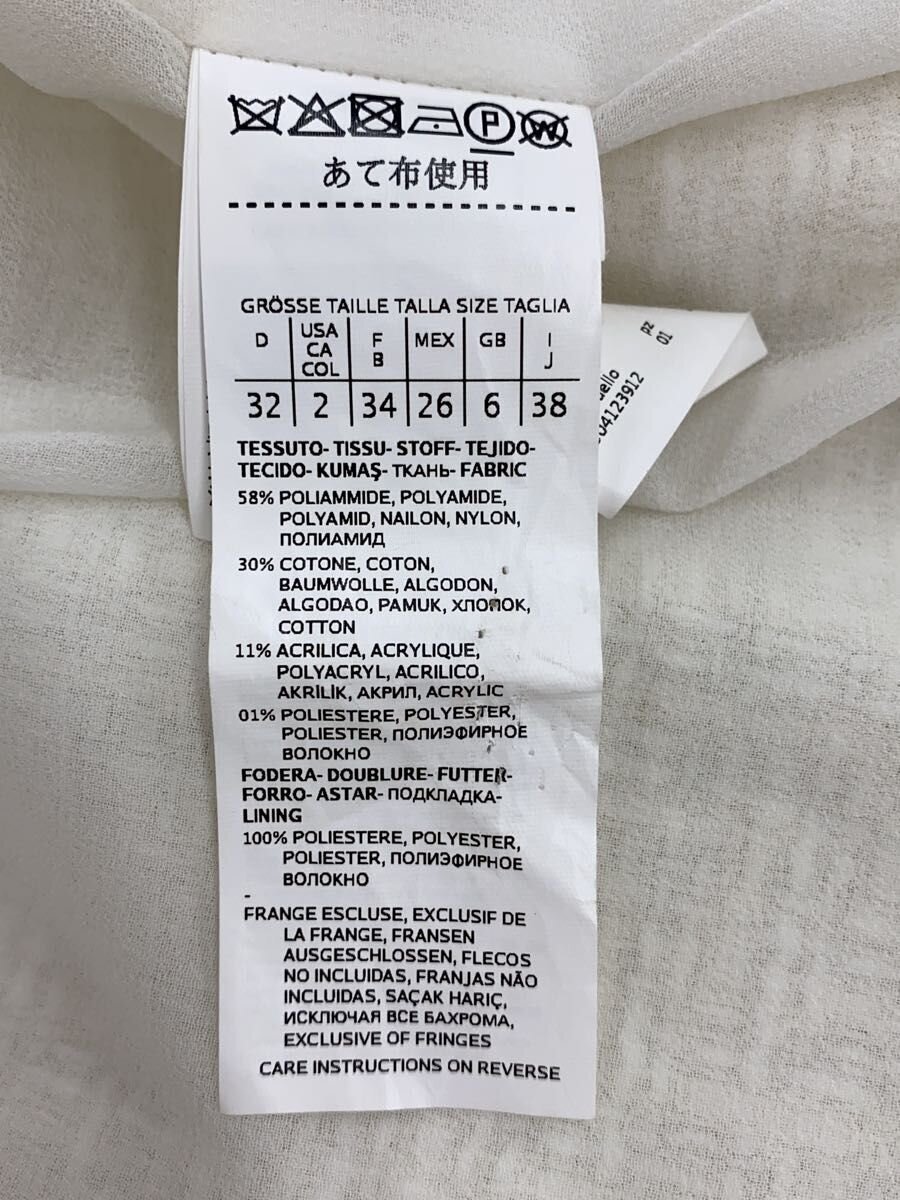 P
W
あて布使用
GRÖSSE TAILLE TALLA SIZE TAGLIA
D USA CA COL F B MEX GB I J
32 2 34 26 6 38
TESSUTO- TISSU- STOFF- TEJIDO-
TECIDO- KUMAŞ- ТКАНЬ- FABRIC
58% POLIAMMIDE, POLYAMIDE,
POLYAMID, NAILON, NYLON,
ПОЛИАМИД
30% COTONE, COTON,
BAUMWOLLE, ALGODON,
ALGODAO, PAMUK, ХЛОПОК,
COTTON
11% ACRILICA, ACRYLIQUE,
POLYACRYL, ACRILICO,
AKRİLİK, АКРИЛ, ACRYLIC
01% POLIESTERE, POLYESTER,
POLIESTER, ПОЛИЭФИРНОЕ
ВОЛОКНО
FODERA- DOUBLURE- FUTTER-
FORRO- ASTAR- ПОДКЛАДКА-
LINING
100% POLIESTERE, POLYESTER,
POLIESTER, ПОЛИЭФИРНОЕ
ВОЛОКНО
-
FRANGE ESCLUSE, EXCLUSIF DE
LA FRANGE, FRANSEN
AUSGESCHLOSSEN, FLECOS
NO INCLUIDAS, FRANJAS NÃO
INCLUIDAS, SAÇAK HARIÇ,
ИСКЛЮЧАЯ ВСЕ БАХРОМА,
EXCLUSIVE OF FRINGES
CARE INSTRUCTIONS ON REVERSE
pz
01